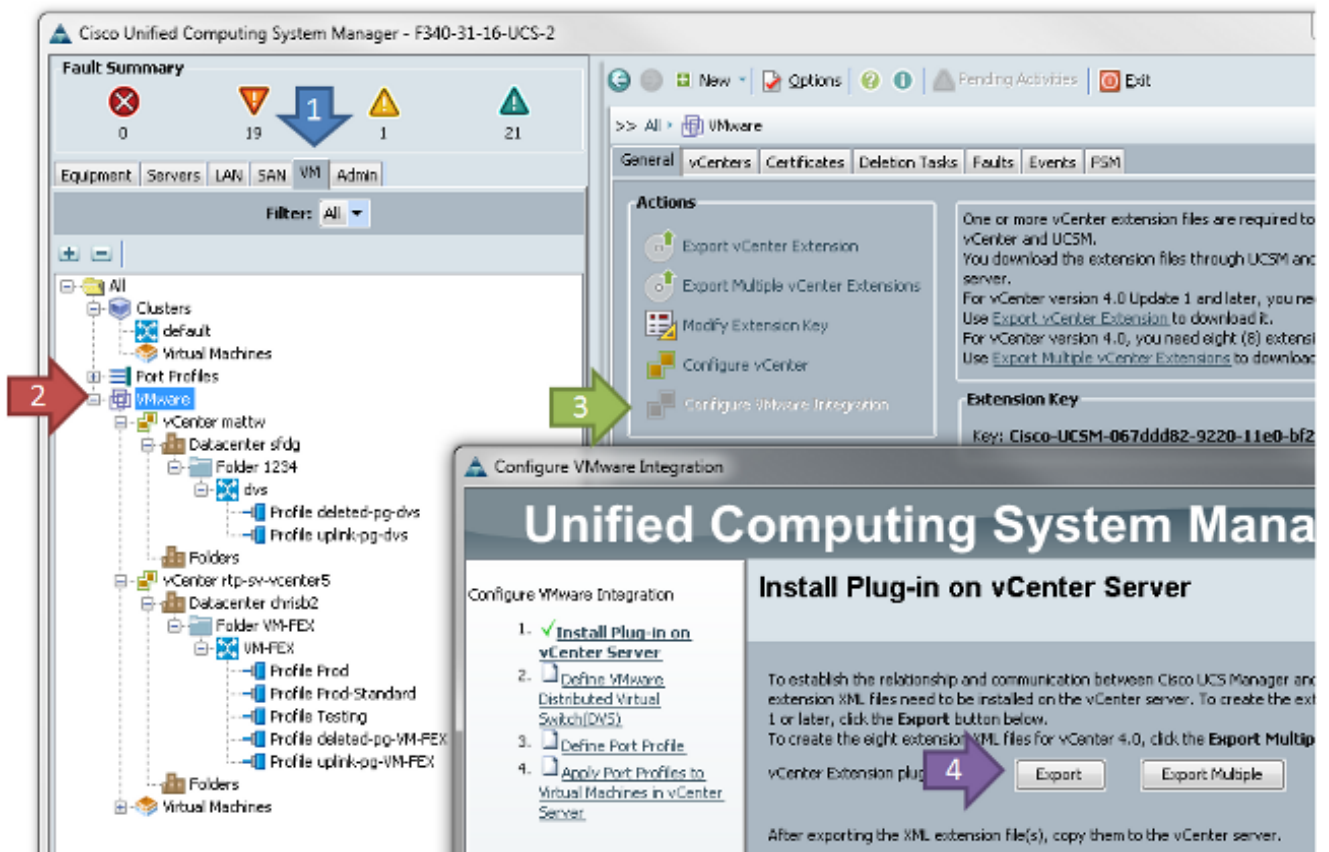 Cisco Unified Computing System Manager - F340-31-16-UCS-2
Fault Summary
0 19 1 21
1
Equipment Servers LAN SAN VM Admin
Filter: All
All
Clusters
default
Virtual Machines
Port Profiles
2
VMware
vCenter mattw
Datacenter sfdg
Folder 1234
dvs
Profile deleted-pg-dvs
Profile uplink-pg-dvs
Folders
vCenter rtp-sv-vcenter5
Datacenter chrisb2
Folder VM-FEX
VM-FEX
Profile Prod
Profile Prod-Standard
Profile Testing
Profile deleted-pg-VM-FEX
Profile uplink-pg-VM-FEX
Folders
Virtual Machines
New Options Pending Activities Exit
>> All VMware
General vCenters Certificates Deletion Tasks Faults Events FSM
Actions
Export vCenter Extension
Export Multiple vCenter Extensions
Modify Extension Key
Configure vCenter
3
Configure VMware Integration
One or more vCenter extension files are required to
vCenter and UCSM.
You download the extension files through UCSM and
server.
For vCenter version 4.0 Update 1 and later, you ne
Use Export vCenter Extension to download it.
For vCenter version 4.0, you need eight (8) extensi
Use Export Multiple vCenter Extensions to download
Extension Key
Key: Cisco-UCSM-067ddd82-9220-11e0-bf2
Configure VMware Integration
Unified Computing System Mana
Configure VMware Integration
1. Install Plug-in on
vCenter Server
2. Define VMware
Distributed Virtual
Switch(DVS)
3. Define Port Profile
4. Apply Port Profiles to
Virtual Machines in vCenter
Server
Install Plug-in on vCenter Server
To establish the relationship and communication between Cisco UCS Manager and
extension XML files need to be installed on the vCenter server. To create the ext
1 or later, click the Export button below.
To create the eight extension XML files for vCenter 4.0, click the Export Multip
vCenter Extension plug
4
Export Export Multiple
After exporting the XML extension file(s), copy them to the vCenter server.